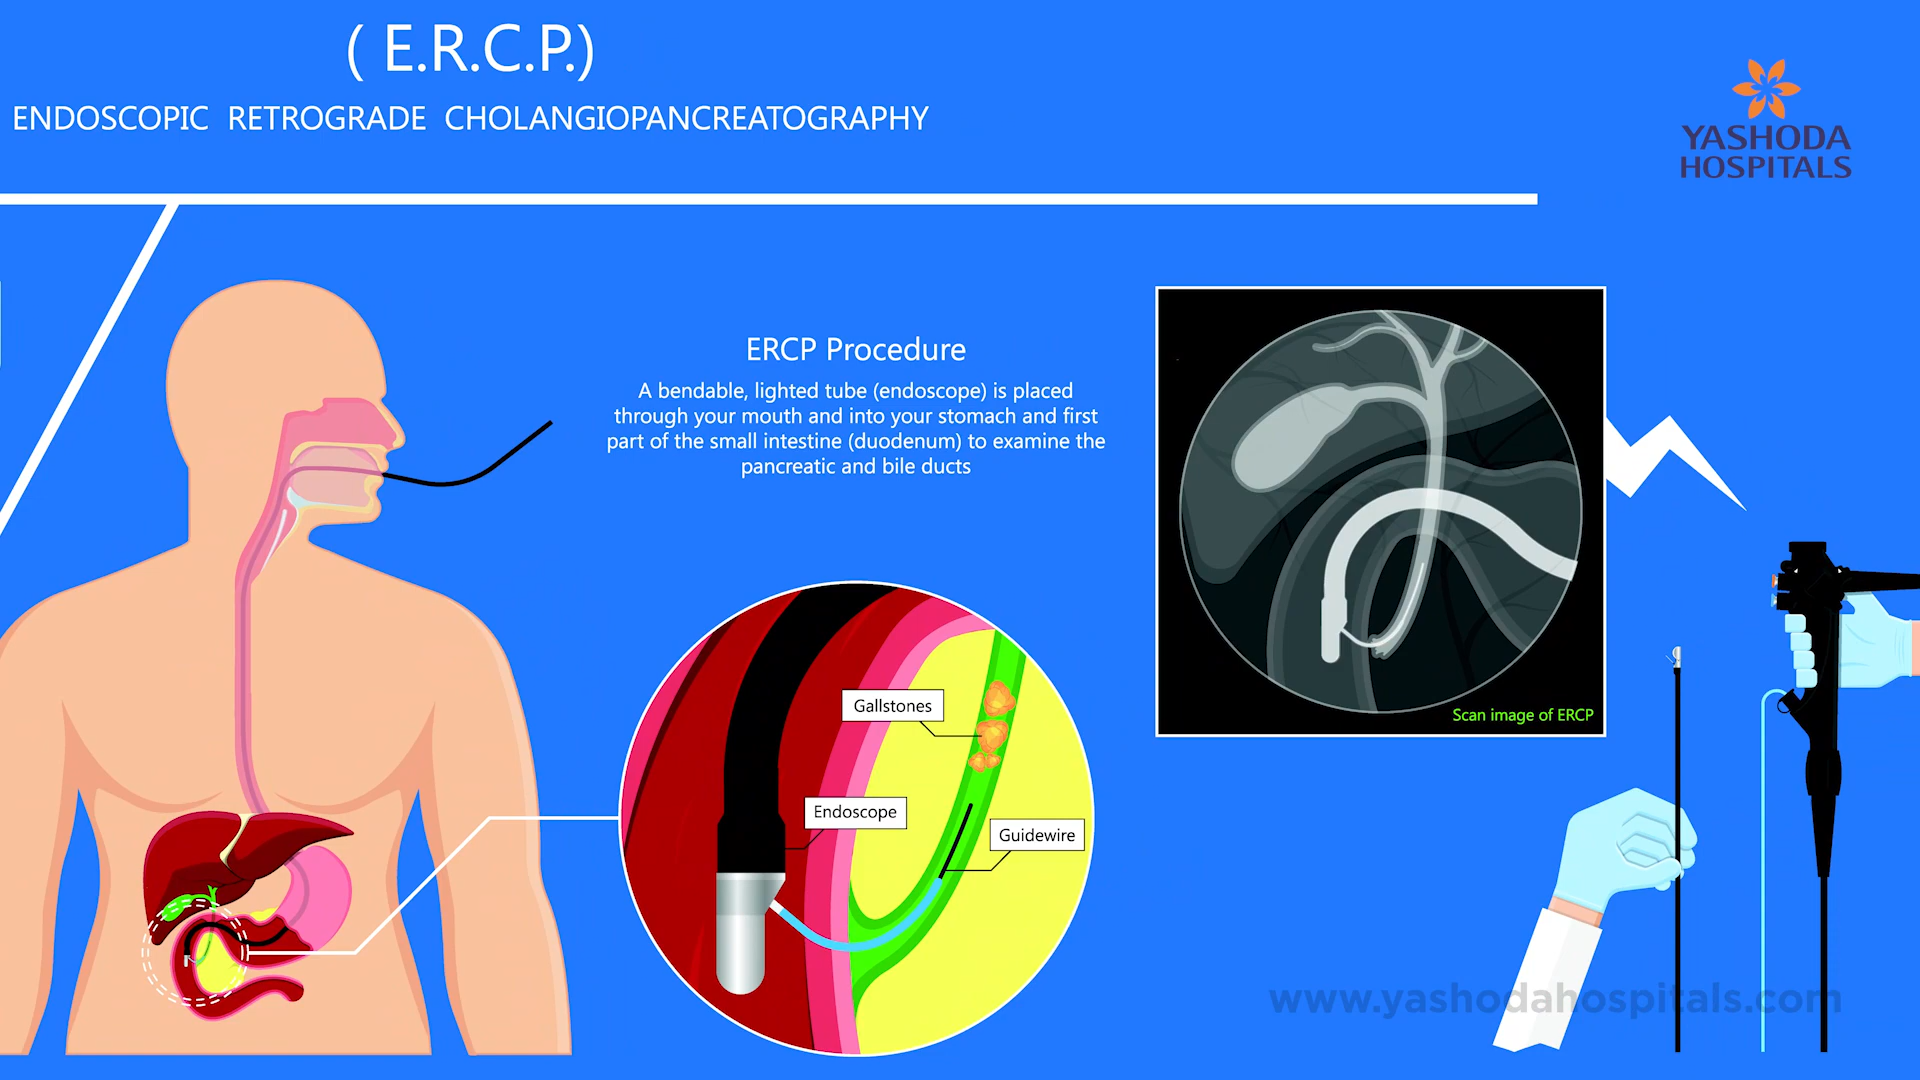 ( E.R.C.P.)
ENDOSCOPIC RETROGRADE CHOLANGIOPANCREATOGRAPHY
YASHODA
HOSPITALS
ERCP Procedure
A bendable, lighted tube (endoscope) is placed
through your mouth and into your stomach and first
part of the small intestine (duodenum) to examine the
pancreatic and bile ducts
Gallstones
Endoscope
Guidewire
Scan image of ERCP
www.yashodahospitals.com